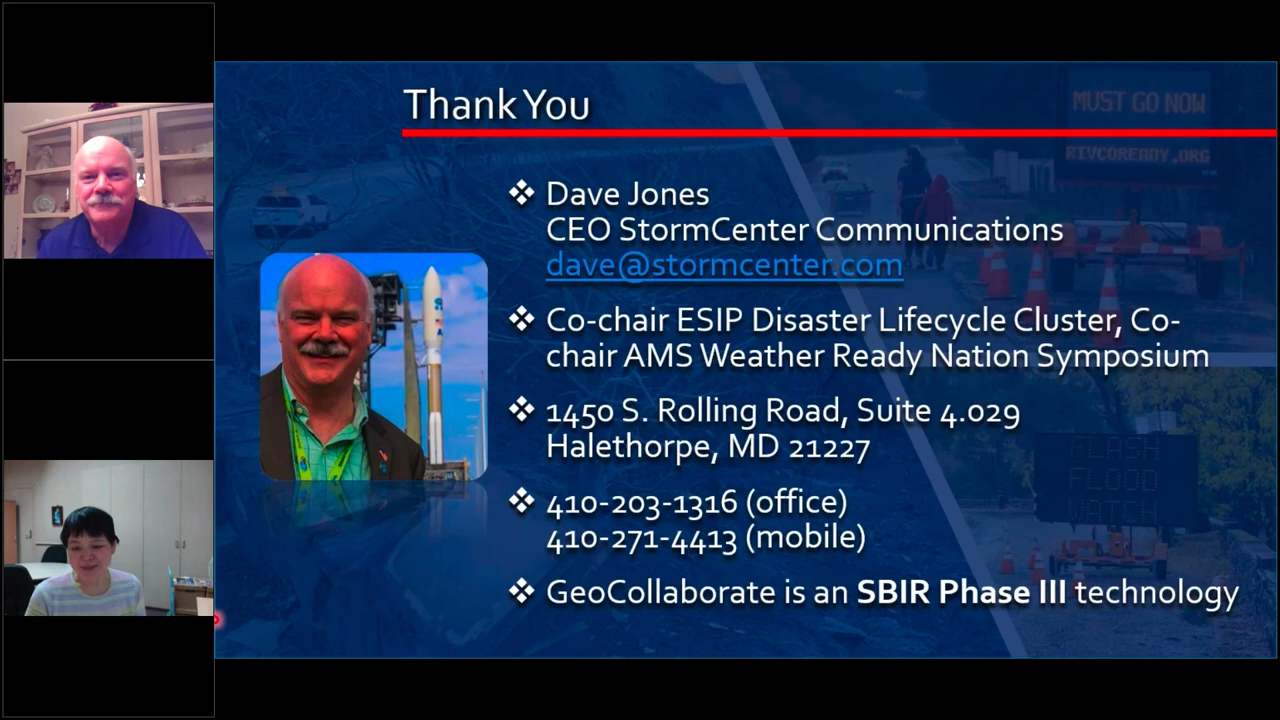 Thank You
❖ Dave Jones
CEO StormCenter Communications
dave@stormcenter.com
❖ Co-chair ESIP Disaster Lifecycle Cluster, Co-
chair AMS Weather Ready Nation Symposium
❖ 1450 S. Rolling Road, Suite 4.029
Halethorpe, MD 21227
❖ 410-203-1316 (office)
410-271-4413 (mobile)
❖ GeoCollaborate is an SBIR Phase III technology
MUST GO NOW
RIVCOREADY.ORG
FLASH
FLOOD
WATCH